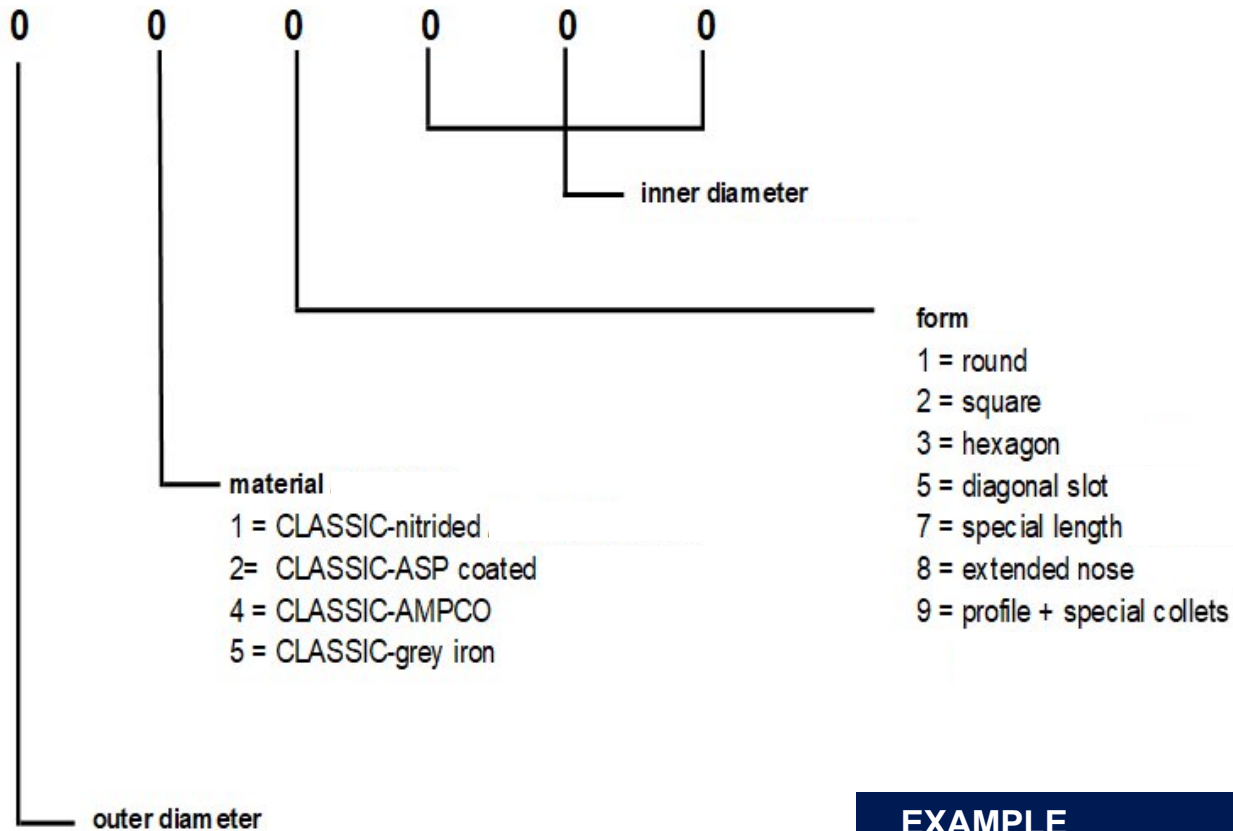 0 0 0 0 0 0
inner diameter
form
1 = round
2 = square
3 = hexagon
5 = diagonal slot
7 = special length
8 = extended nose
9 = profile + special collets
material
1 = CLASSIC-nitrided
2= CLASSIC-ASP coated
4 = CLASSIC-AMPCO
5 = CLASSIC-grey iron
outer diameter
EXAMPLE